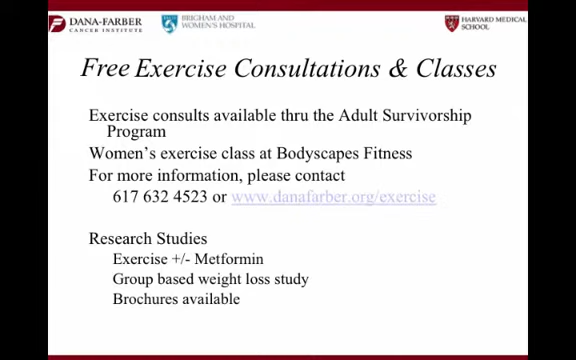 DANA-FARBER
CANCER INSTITUTE
BRIGHAM AND
WOMEN'S HOSPITAL
HARVARD MEDICAL
SCHOOL
Free Exercise Consultations & Classes
Exercise consults available thru the Adult Survivorship
Program
Women's exercise class at Bodyscapes Fitness
For more information, please contact
617 632 4523 or www.danafarber.org/exercise
Research Studies
Exercise +/- Metformin
Group based weight loss study
Brochures available